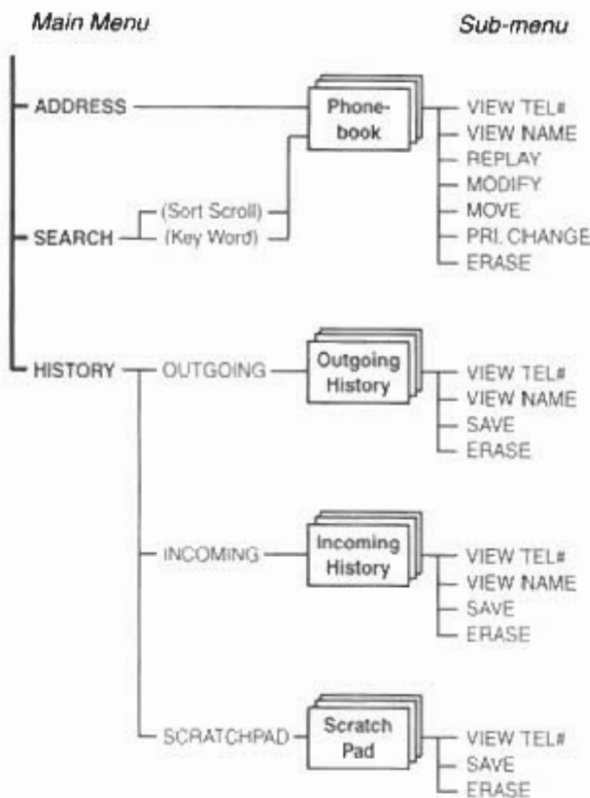 Main Menu
Sub-menu
ADDRESS
Phone-
book
VIEW TEL#
VIEW NAME
REPLAY
MODIFY
MOVE
PRI. CHANGE
ERASE
SEARCH
(Sort Scroll)
(Key Word)
HISTORY
OUTGOING
Outgoing
History
VIEW TEL#
VIEW NAME
SAVE
ERASE
INCOMING
Incoming
History
VIEW TEL#
VIEW NAME
SAVE
ERASE
SCRATCHPAD
Scratch
Pad
VIEW TEL#
SAVE
ERASE